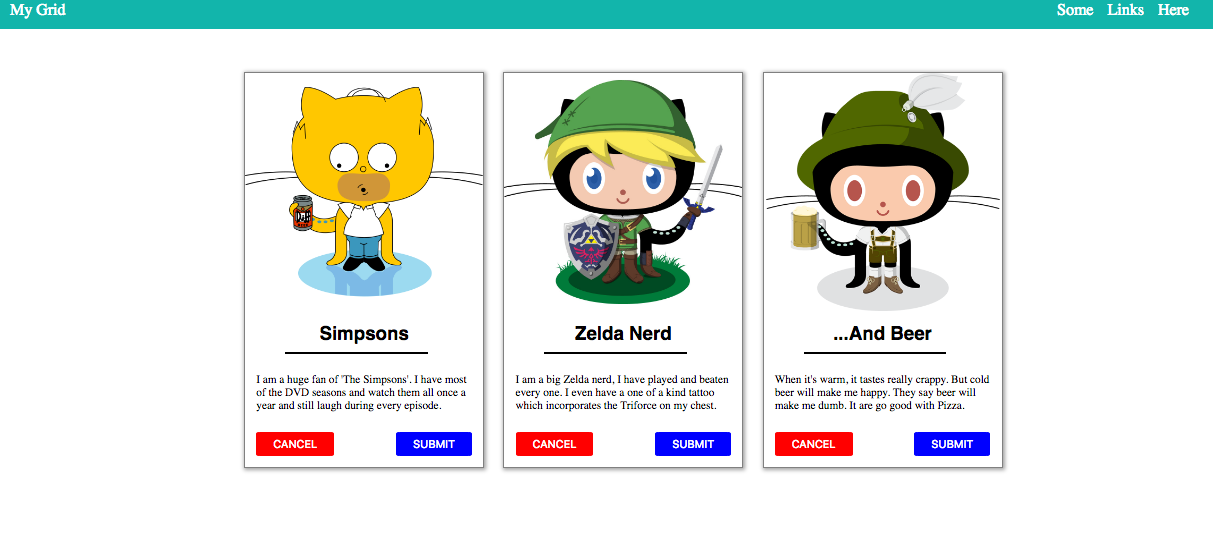 My Grid
Some Links Here
Simpsons
I am a huge fan of 'The Simpsons'. I have most
of the DVD seasons and watch them all once a
year and still laugh during every episode.
CANCEL SUBMIT
Zelda Nerd
I am a big Zelda nerd, I have played and beaten
every one. I even have a one of a kind tattoo
which incorporates the Triforce on my chest.
CANCEL SUBMIT
...And Beer
When it's warm, it tastes really crappy. But cold
beer will make me happy. They say beer will
make me dumb. It are go good with Pizza.
CANCEL SUBMIT